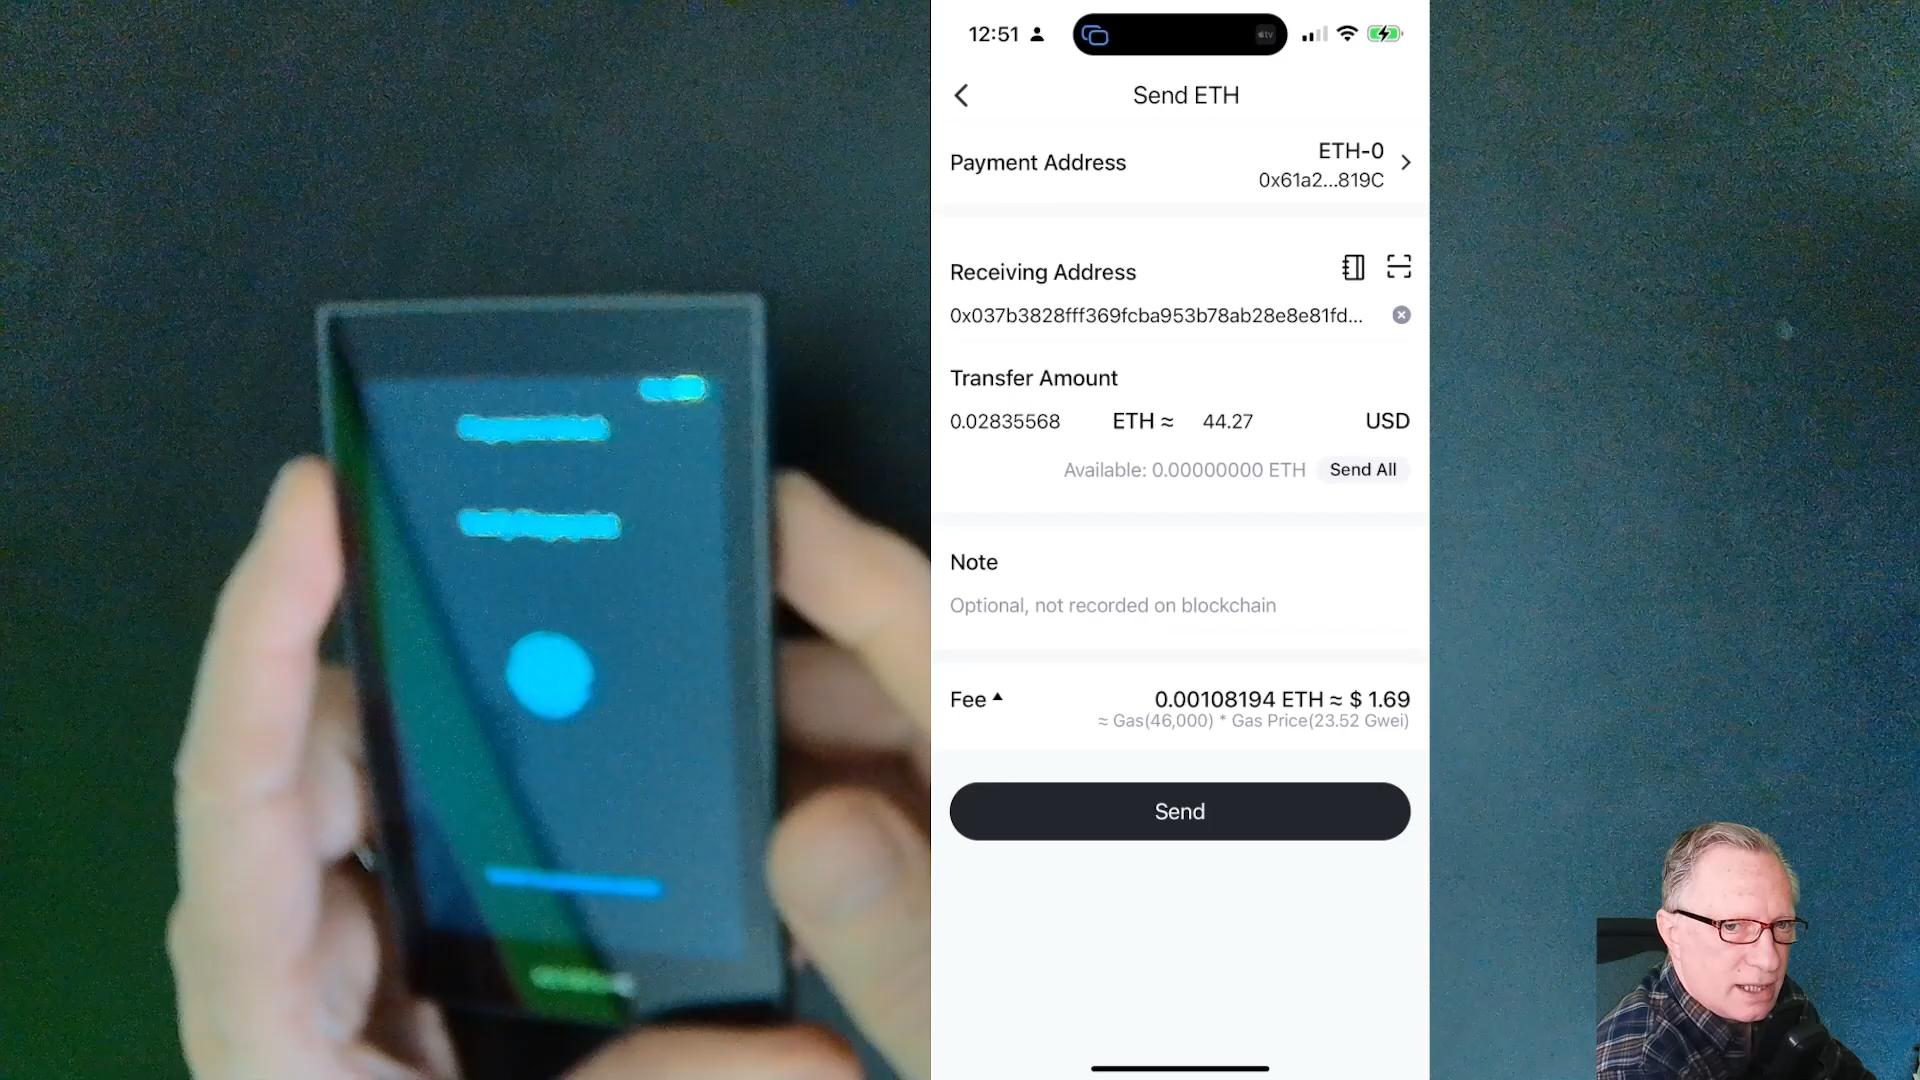 12:51
tv
Send ETH
Payment Address
ETH-0
0x61a2...819C
Receiving Address
0x037b3828fff369fcba953b78ab28e8e81fd...
Transfer Amount
0.02835568 ETH ≈ 44.27 USD
Available: 0.00000000 ETH Send All
Note
Optional, not recorded on blockchain
Fee 0.00108194 ETH ≈ $ 1.69
≈ Gas(46,000) * Gas Price(23.52 Gwei)
Send